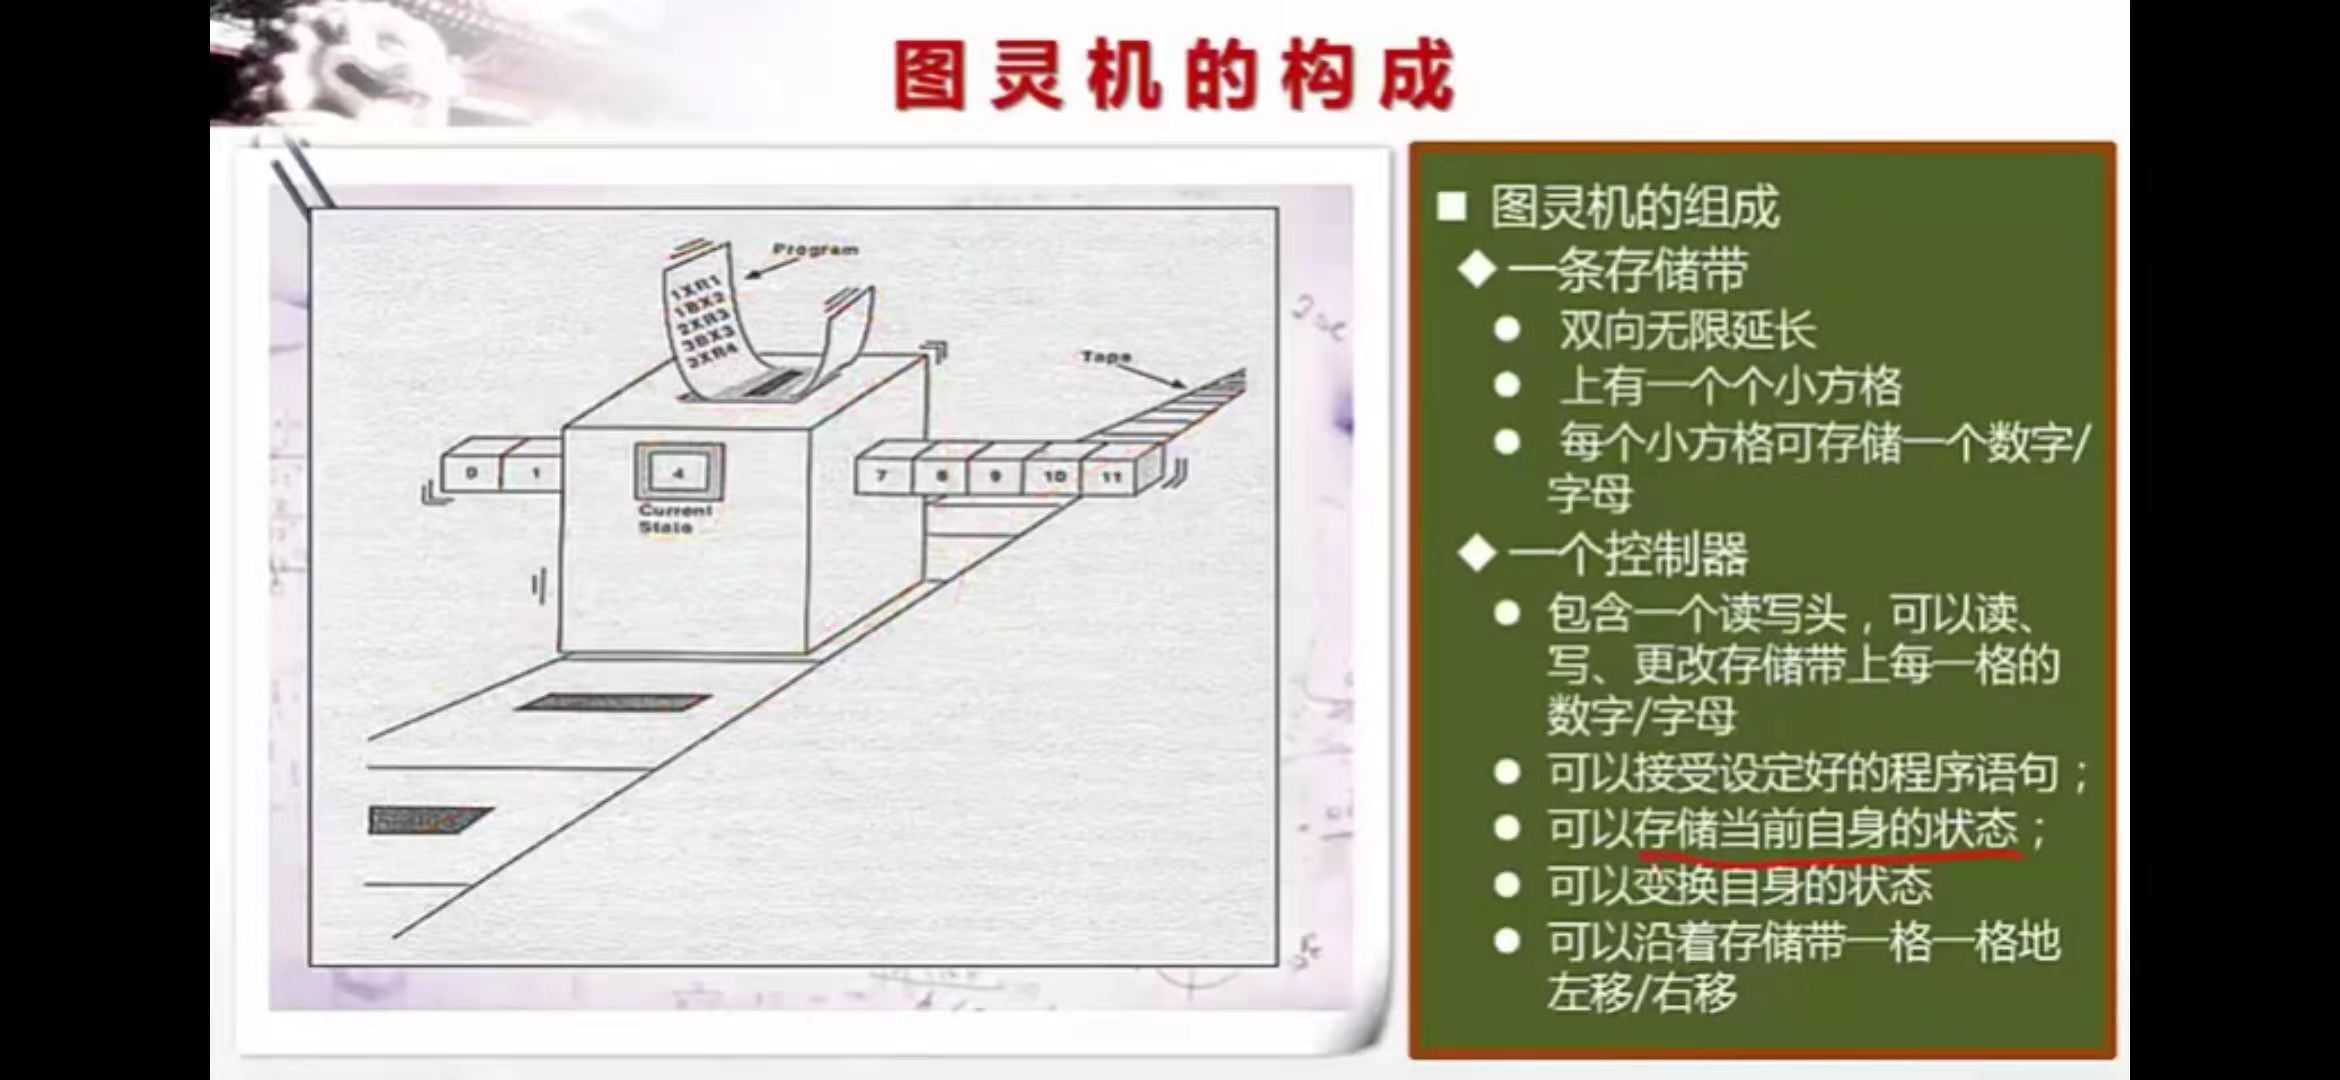 图灵机的构成
Program
1XR1
1BX2
2XR3
3BX3
3XR4
Tape
0 1 4 7 8 9 10 11
Current
State
■ 图灵机的组成
◆ 一条存储带
● 双向无限延长
● 上有一个个小方格
● 每个小方格可存储一个数字/
字母
◆ 一个控制器
● 包含一个读写头，可以读、
写、更改存储带上每一格的
数字/字母
● 可以接受设定好的程序语句；
● 可以存储当前自身的状态；
● 可以变换自身的状态
● 可以沿着存储带一格一格地
左移/右移